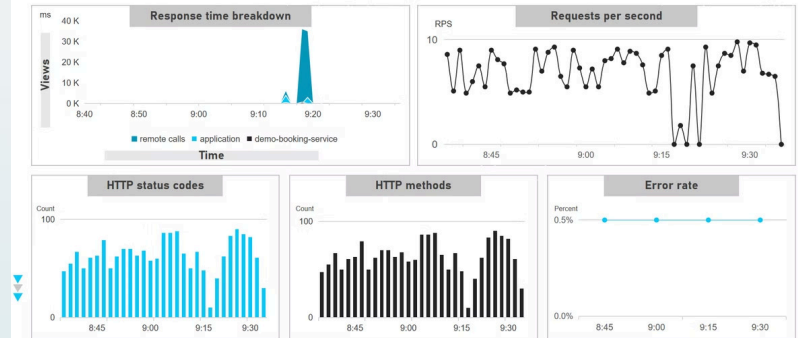 Response time breakdown
ms
40 K
30 K
20 K
10 K
0 K
Views
8:40 8:50 9:00 9:10 9:20 9:30
remote calls application demo-booking-service
Time
Requests per second
RPS
10
0
8:45 9:00 9:15 9:30
HTTP status codes
Count
100
0
8:45 9:00 9:15 9:30
HTTP methods
Count
100
0
8:45 9:00 9:15 9:30
Error rate
Percent
0.5%
0.0%
8:45 9:00 9:15 9:30